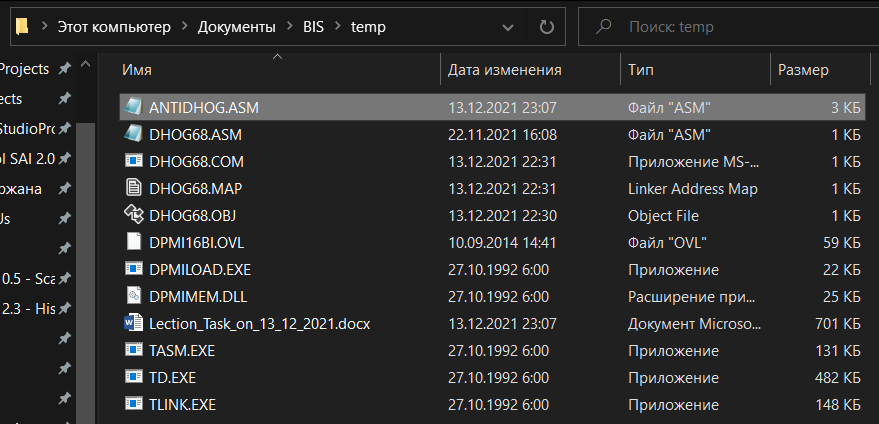 Этот компьютер > Документы > BIS > temp Поиск: temp
Projects Имя Дата изменения Тип Размер
ects ANTIDHOG.ASM 13.12.2021 23:07 Файл "ASM" 3 КБ
StudioPro DHOG68.ASM 22.11.2021 16:08 Файл "ASM" 1 КБ
ol SAI 2.0 DHOG68.COM 13.12.2021 22:31 Приложение MS-... 1 КБ
ржана DHOG68.MAP 13.12.2021 22:31 Linker Address Map 1 КБ
Us DHOG68.OBJ 13.12.2021 22:30 Object File 1 КБ
DPMI16BI.OVL 10.09.2014 14:41 Файл "OVL" 59 КБ
0.5 - Sca DPMILOAD.EXE 27.10.1992 6:00 Приложение 22 КБ
2.3 - His DPMIMEM.DLL 27.10.1992 6:00 Расширение при... 25 КБ
Lection_Task_on_13_12_2021.docx 13.12.2021 23:07 Документ Microso... 701 КБ
TASM.EXE 27.10.1992 6:00 Приложение 131 КБ
TD.EXE 27.10.1992 6:00 Приложение 482 КБ
TLINK.EXE 27.10.1992 6:00 Приложение 148 КБ